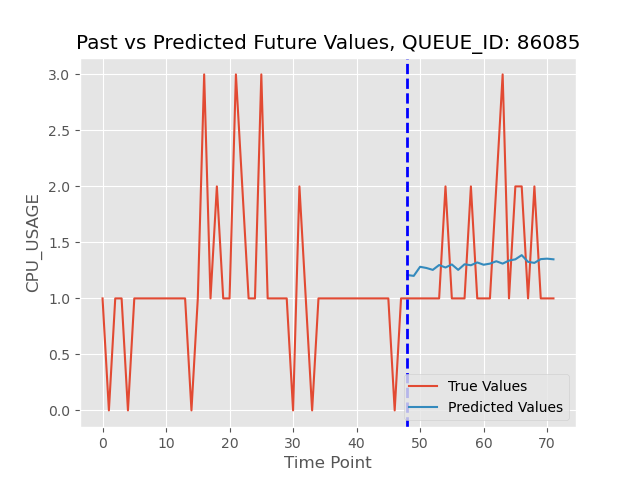 Past vs Predicted Future Values, QUEUE_ID: 86085
CPU_USAGE
3.0
2.5
2.0
1.5
1.0
0.5
0.0
True Values
Predicted Values
0 10 20 30 40 50 60 70
Time Point